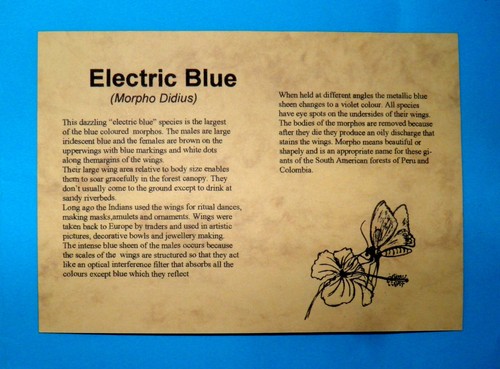 Electric Blue
(Morpho Didius)
This dazzling "electric blue" species is the largest
of the blue coloured morphos. The males are large
iridescent blue and the females are brown on the
upperwings with blue markings and white dots
along themargins of the wings.
Their large wing area relative to body size enables
them to soar gracefully in the forest canopy. They
don't usually come to the ground except to drink at
sandy riverbeds.
Long ago the Indians used the wings for ritual dances,
making masks,amulets and ornaments. Wings were
taken back to Europe by traders and used in artistic
pictures, decorative bowls and jewellery making.
The intense blue sheen of the males occurs because
the scales of the wings are structured so that they act
like an optical interference filter that absorbs all the
colours except blue which they reflect
When held at different angles the metallic blue
sheen changes to a violet colour. All species
have eye spots on the undersides of their wings.
The bodies of the morphos are removed because
after they die they produce an oily discharge that
stains the wings. Morpho means beautiful or
shapely and is an appropriate name for these gi-
ants of the South American forests of Peru and
Colombia.